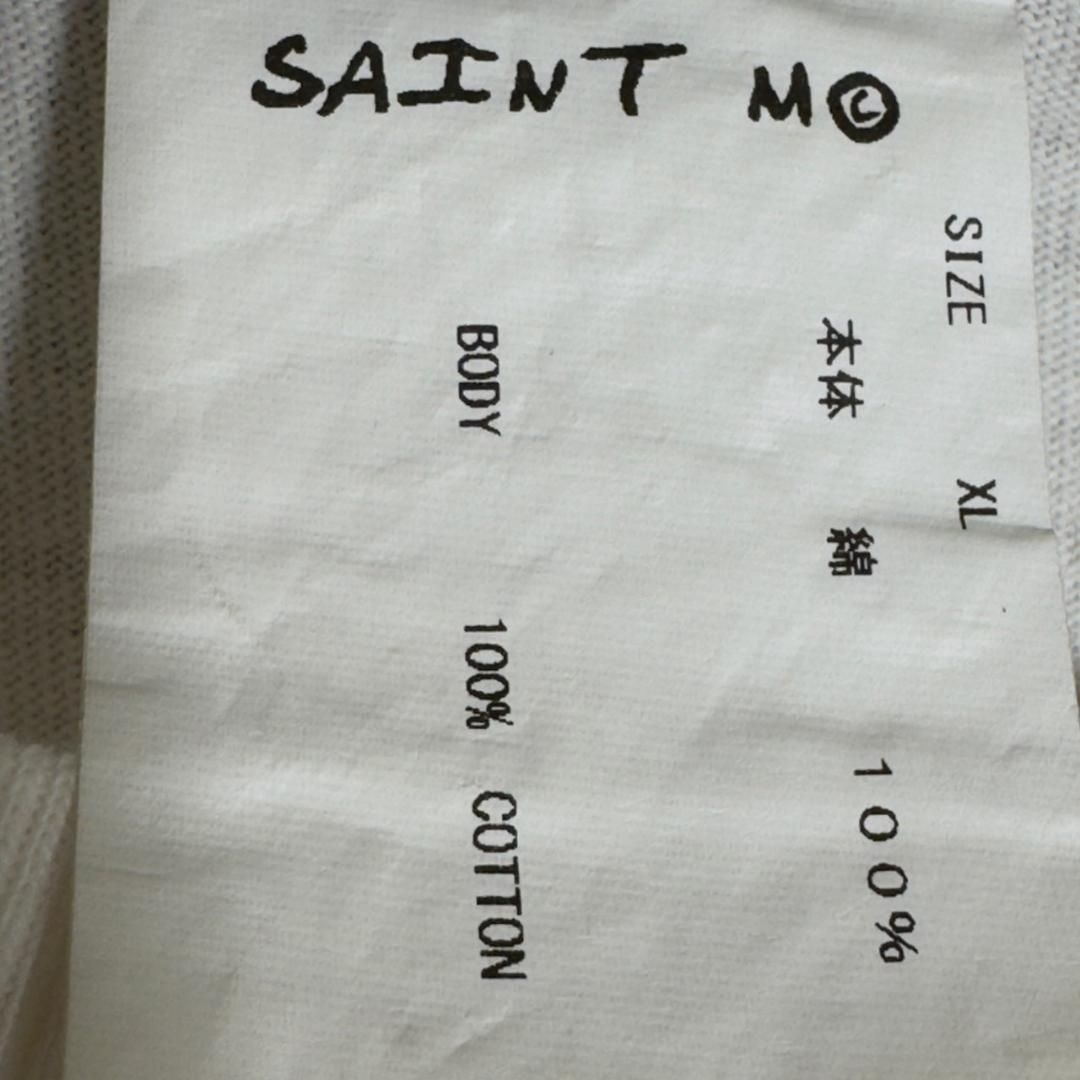 SAINT M©
SIZE XL
本体 綿 100%
BODY 100% COTTON